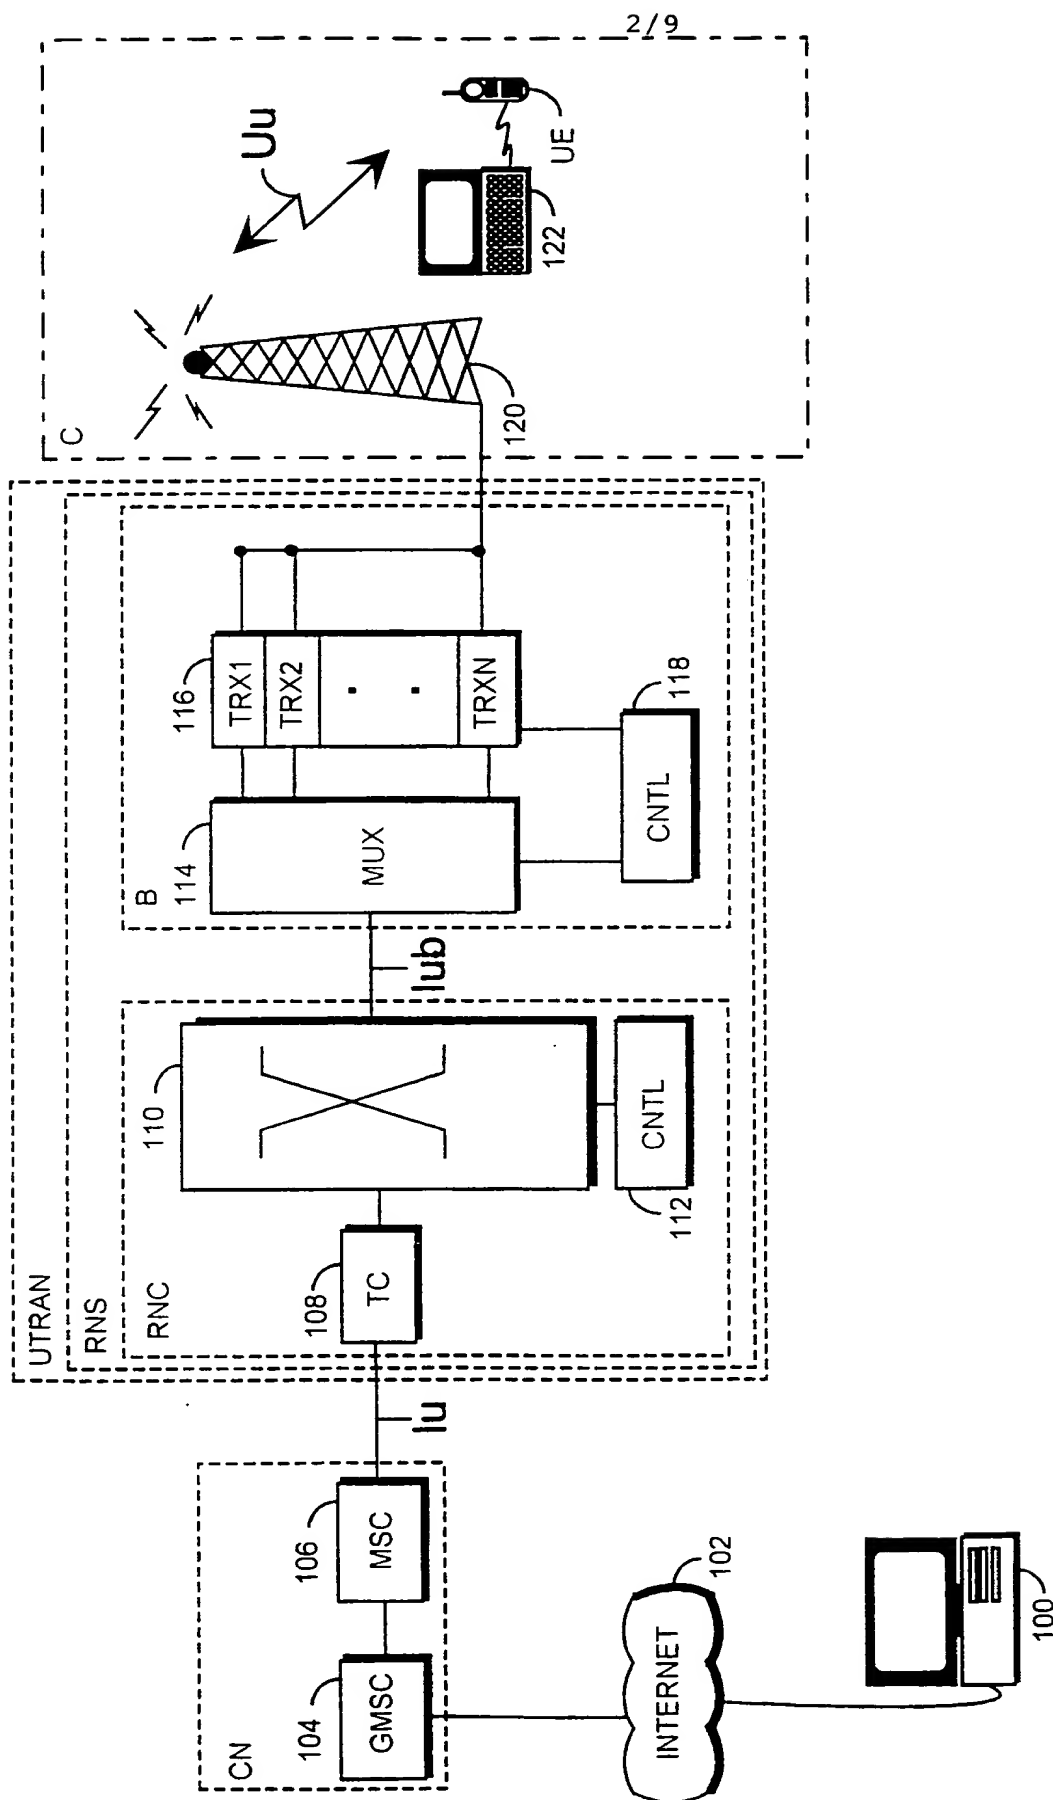 2/9
UTRAN
RNS
RNC
B
C
CN
104
GMSC
106
MSC
Iu
108
TC
110
112
CNTL
Iub
114
MUX
116
TRX1
TRX2
TRXN
118
CNTL
120
Uu
122
UE
INTERNET
102
100